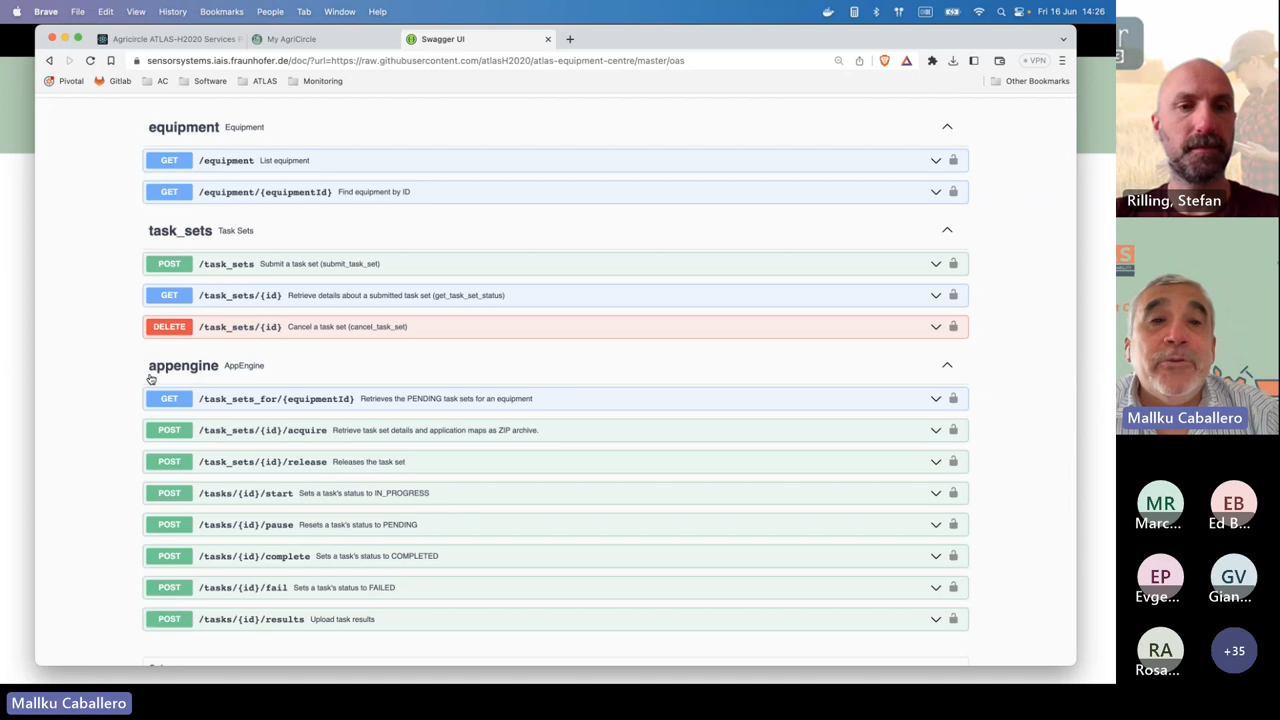 Brave File Edit View History Bookmarks People Tab Window Help Fri 16 Jun 14:26
Agricircle ATLAS-H2020 Services F My AgriCircle Swagger UI
sensorsystems.iais.fraunhofer.de/doc/?url=https://raw.githubusercontent.com/atlasH2020/atlas-equipment-centre/master/oas VPN
Pivotal Gitlab AC Software ATLAS Monitoring Other Bookmarks
equipment Equipment
GET /equipment List equipment
GET /equipment/{equipmentId} Find equipment by ID
task_sets Task Sets
POST /task_sets Submit a task set (submit_task_set)
GET /task_sets/{id} Retrieve details about a submitted task set (get_task_set_status)
DELETE /task_sets/{id} Cancel a task set (cancel_task_set)
appengine AppEngine
GET /task_sets_for/{equipmentId} Retrieves the PENDING task sets for an equipment
POST /task_sets/{id}/acquire Retrieve task set details and application maps as ZIP archive.
POST /task_sets/{id}/release Releases the task set
POST /tasks/{id}/start Sets a task's status to IN_PROGRESS
POST /tasks/{id}/pause Resets a task's status to PENDING
POST /tasks/{id}/complete Sets a task's status to COMPLETED
POST /tasks/{id}/fail Sets a task's status to FAILED
POST /tasks/{id}/results Upload task results
Rilling, Stefan
Mallku Caballero
MR EB
Marc... Ed B...
EP GV
Evge... Gian...
RA +35
Rosa...
Mallku Caballero